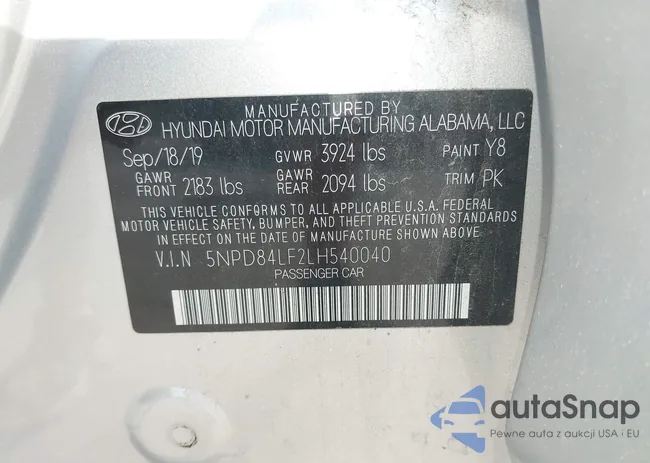 MANUFACTURED BY
HYUNDAI MOTOR MANUFACTURING ALABAMA, LLC
Sep/18/19 GVWR 3924 lbs PAINT Y8
GAWR FRONT 2183 lbs GAWR REAR 2094 lbs TRIM PK
THIS VEHICLE CONFORMS TO ALL APPLICABLE U.S.A. FEDERAL
MOTOR VEHICLE SAFETY, BUMPER, AND THEFT PREVENTION STANDARDS
IN EFFECT ON THE DATE OF MANUFACTURE SHOWN ABOVE.
V.I.N 5NPD84LF2LH540040
PASSENGER CAR
autoSnap
Pewne auta z aukcji USA i EU